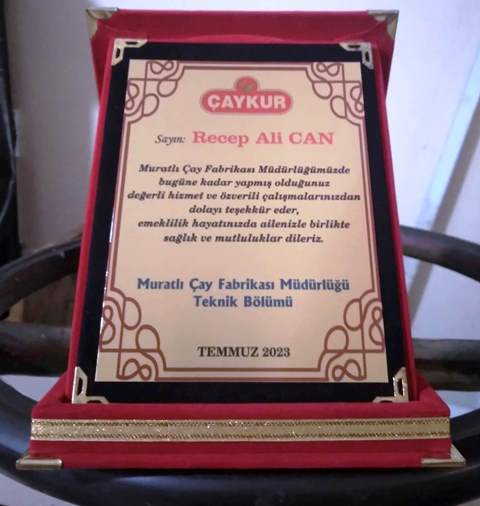 ÇAYKUR
Sayın: Recep Ali CAN
Muratlı Çay Fabrikası Müdürlüğümüzde
bugüne kadar yapmış olduğunuz
değerli hizmet ve özverili çalışmalarınızdan
dolayı teşekkür eder,
emeklilik hayatınızda ailenizle birlikte
sağlık ve mutluluklar dileriz.
Muratlı Çay Fabrikası Müdürlüğü
Teknik Bölümü
TEMMUZ 2023